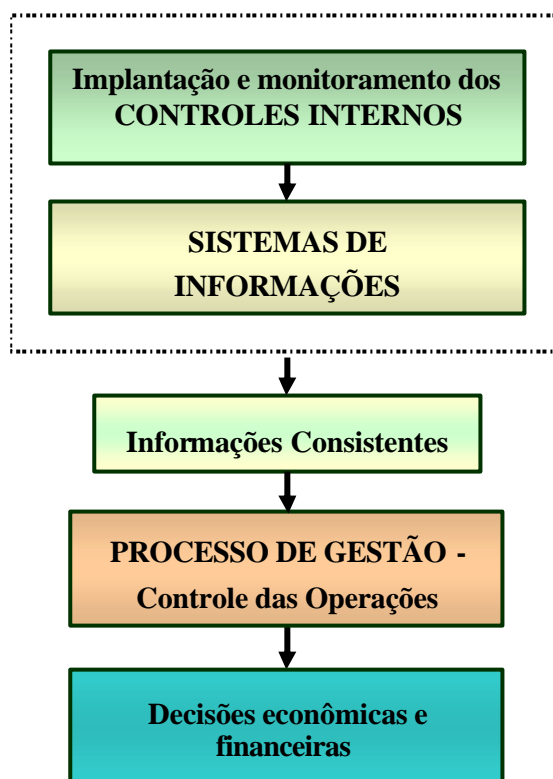 Implantação e monitoramento dos
CONTROLES INTERNOS
SISTEMAS DE
INFORMAÇÕES
Informações Consistentes
PROCESSO DE GESTÃO -
Controle das Operações
Decisões econômicas e
financeiras